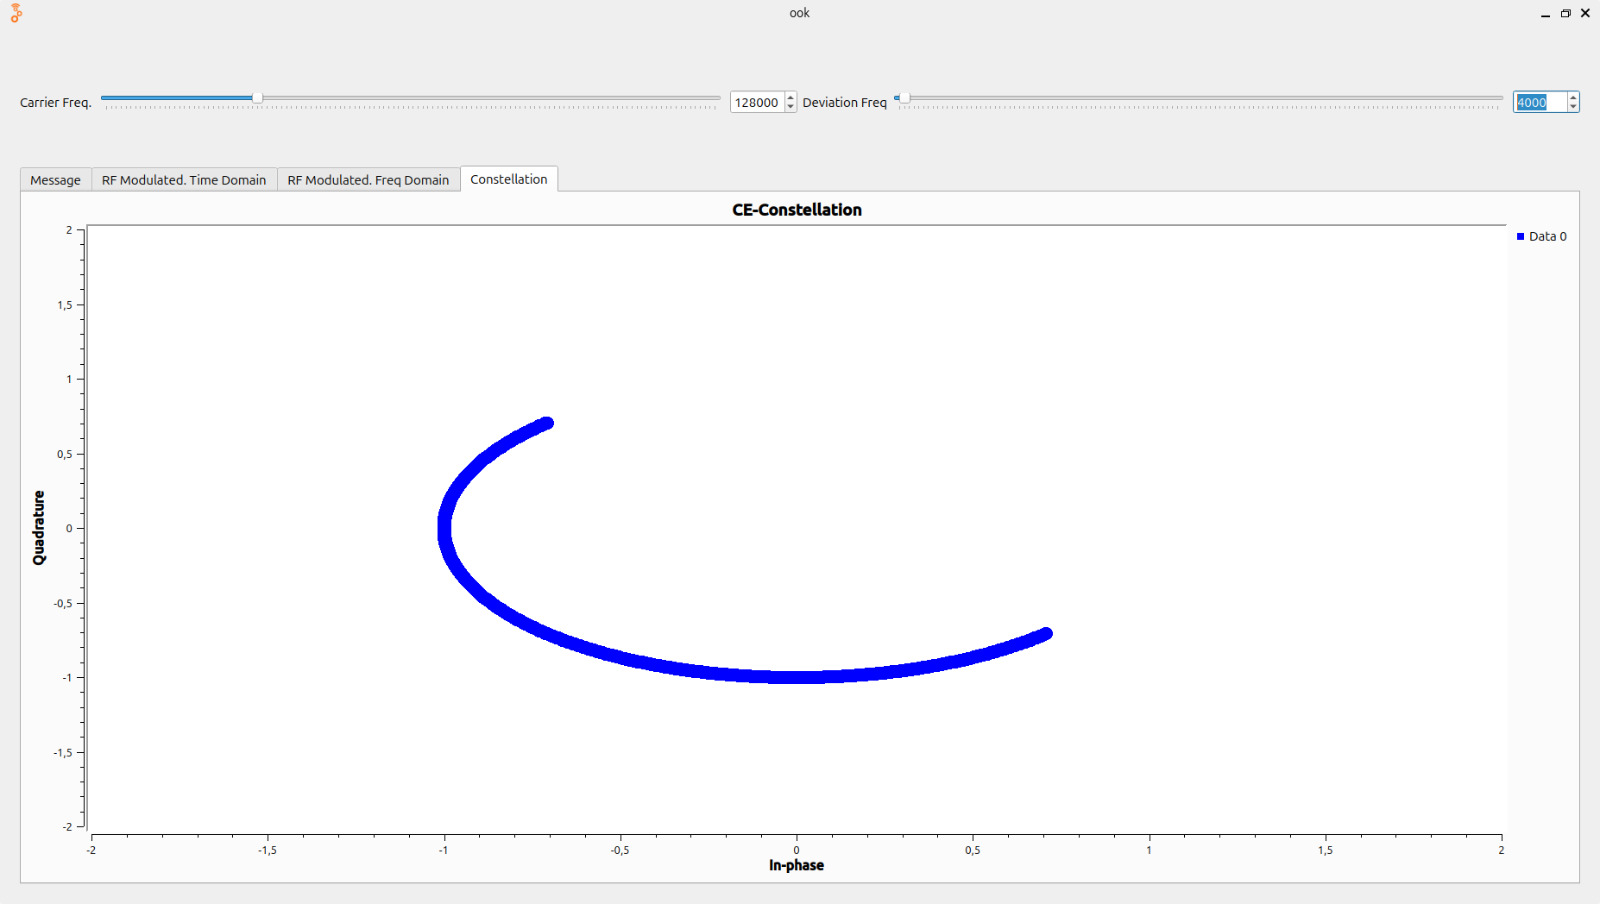 ook
Carrier Freq. 128000 Deviation Freq 4000
Message RF Modulated. Time Domain RF Modulated. Freq Domain Constellation
CE-Constellation
Data 0
2
1,5
1
0,5
0
-0,5
-1
-1,5
-2
Quadrature
-2 -1,5 -1 -0,5 0 0,5 1 1,5 2
In-phase